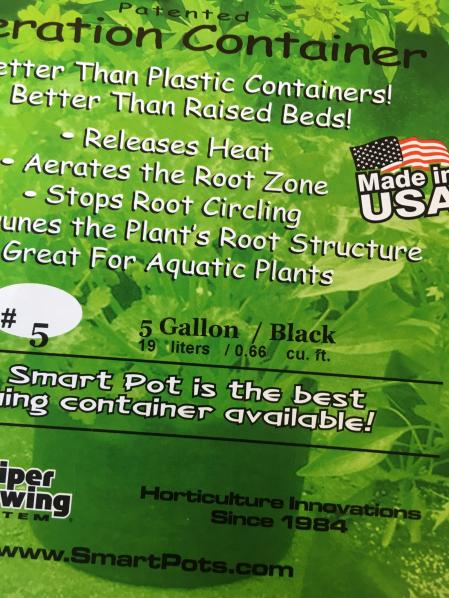 Patented
eration Container
etter Than Plastic Containers!
Better Than Raised Beds!
• Releases Heat
• Aerates the Root Zone
• Stops Root Circling
unes the Plant's Root Structure
Great For Aquatic Plants
Made in
USA
# 5
5 Gallon / Black
19 liters / 0.66 cu. ft.
Smart Pot is the best
ing container available!
iper
wing
TEM
Horticulture Innovations
Since 1984
www.SmartPots.com